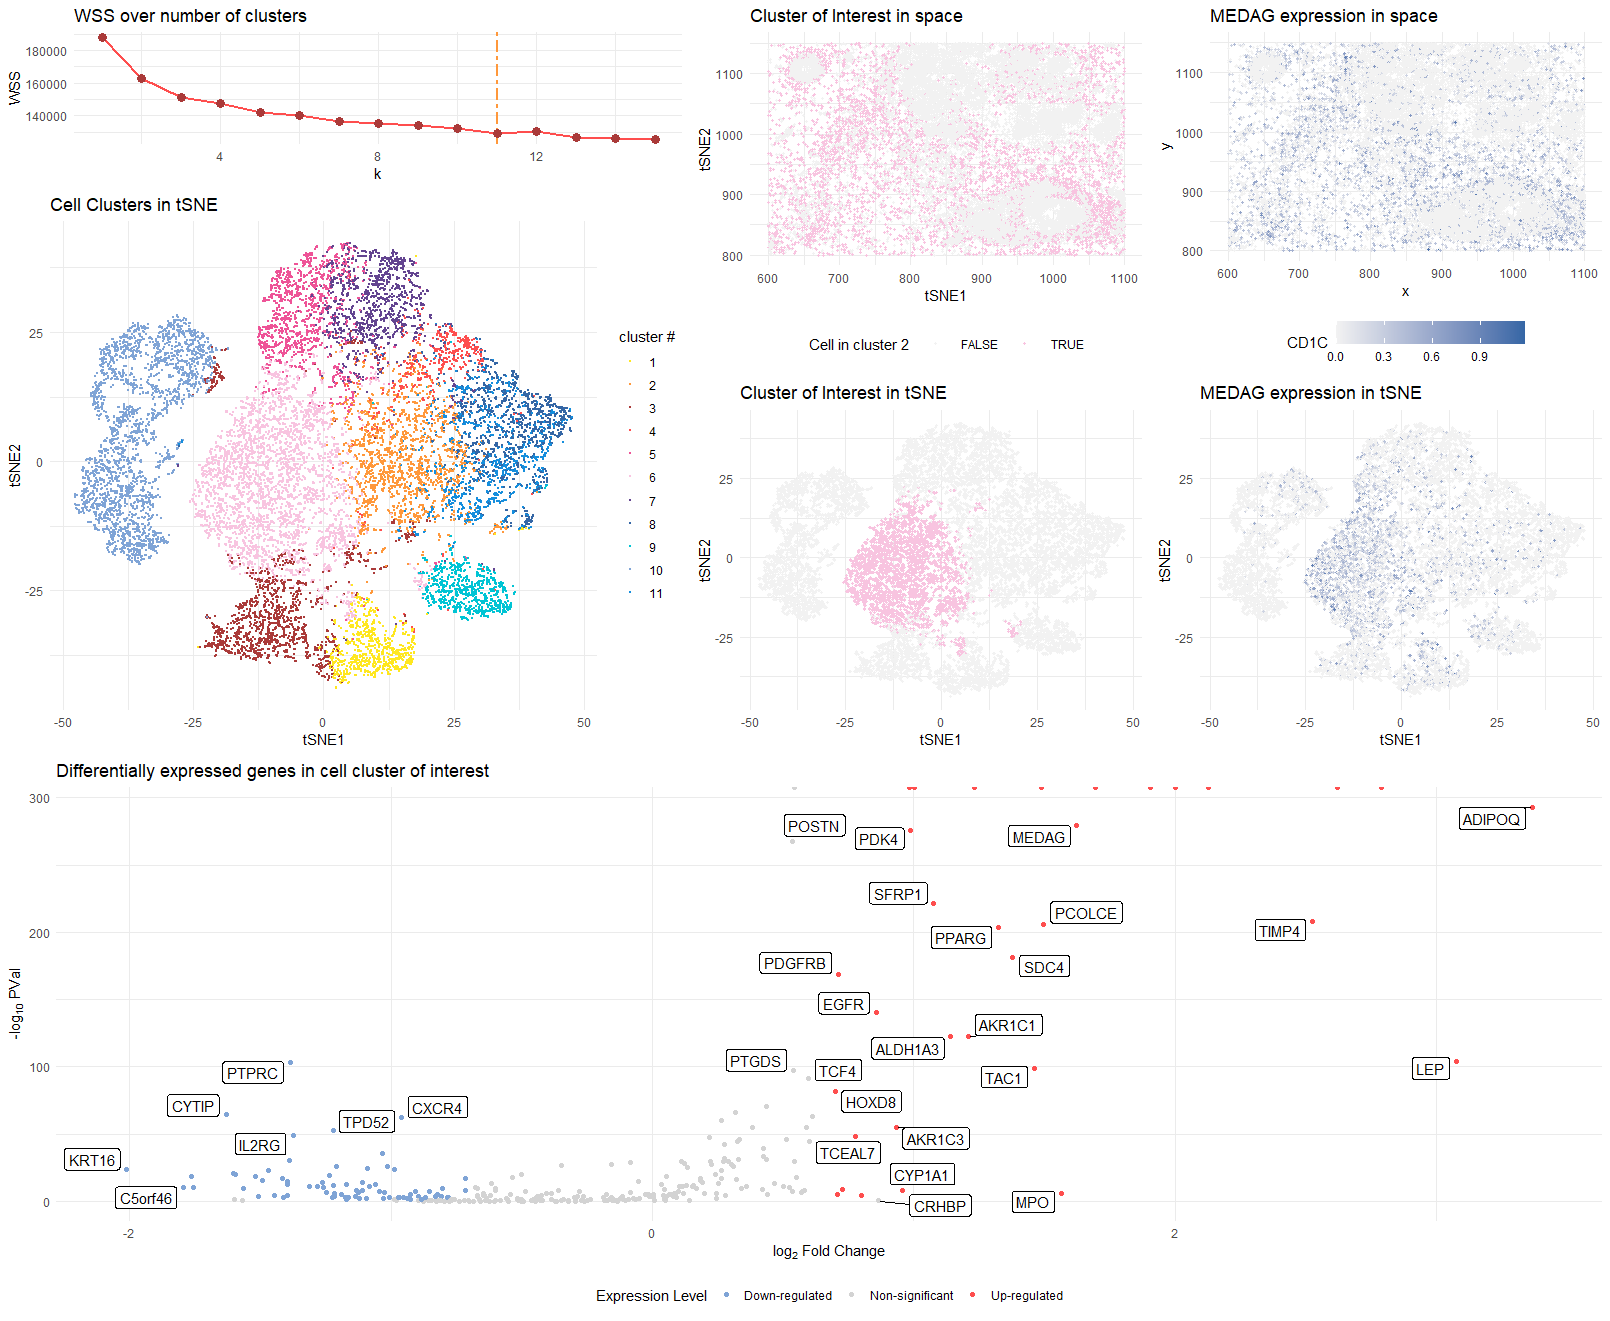 WSS over number of clusters
180000
160000
140000
WSS
4
8
12
k
Cluster of Interest in space
1100
1000
900
800
tSNE2
600
700
800
900
1000
1100
tSNE1
Cell in cluster 2
FALSE
TRUE
MEDAG expression in space
1100
1000
900
800
y
600
700
800
900
1000
1100
x
CD1C
0.0
0.3
0.6
0.9
Cell Clusters in tSNE
25
0
-25
tSNE2
-50
-25
0
25
50
tSNE1
cluster #
1
2
3
4
5
6
7
8
9
10
11
Cluster of Interest in tSNE
25
0
-25
tSNE2
-50
-25
0
25
50
tSNE1
MEDAG expression in tSNE
25
0
-25
tSNE2
-50
-25
0
25
50
tSNE1
Differentially expressed genes in cell cluster of interest
300
200
100
0
-log10 PVal
POSTN
PDK4
MEDAG
ADIPOQ
SFRP1
PCOLCE
PPARG
TIMP4
PDGFRB
SDC4
EGFR
AKR1C1
ALDH1A3
PTGDS
TCF4
TAC1
LEP
PTPRC
HOXD8
CYTIP
CXCR4
TPD52
IL2RG
AKR1C3
TCEAL7
KRT16
CYP1A1
C5orf46
CRHBP
MPO
-2
0
2
log2 Fold Change
Expression Level
Down-regulated
Non-significant
Up-regulated